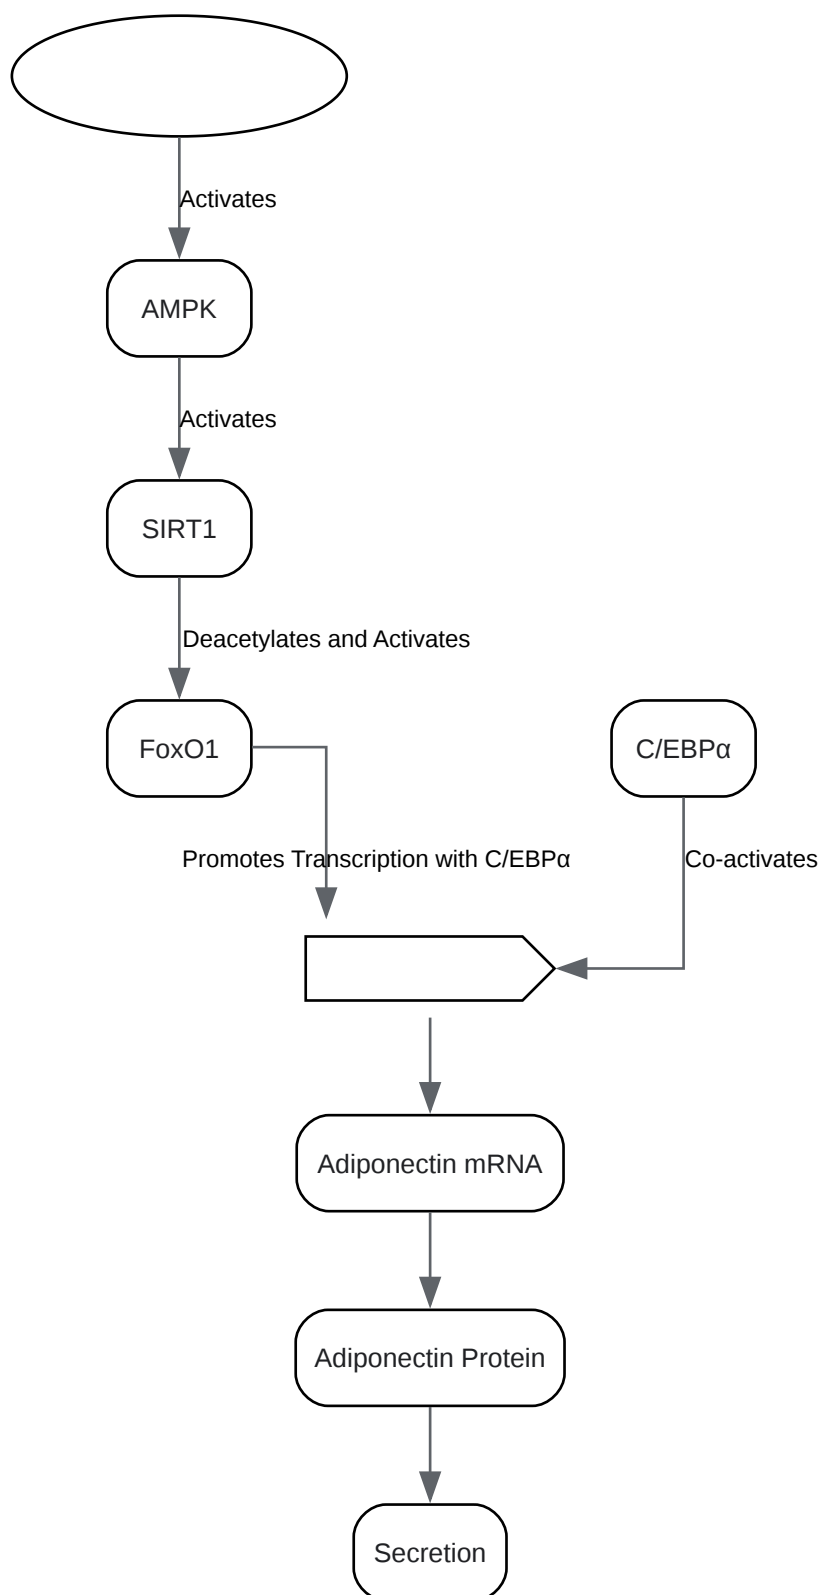 Activates
AMPK
Activates
SIRT1
Deacetylates and Activates
FoxO1
C/EBPα
Promotes Transcription with C/EBPα
Co-activates
Adiponectin mRNA
Adiponectin Protein
Secretion